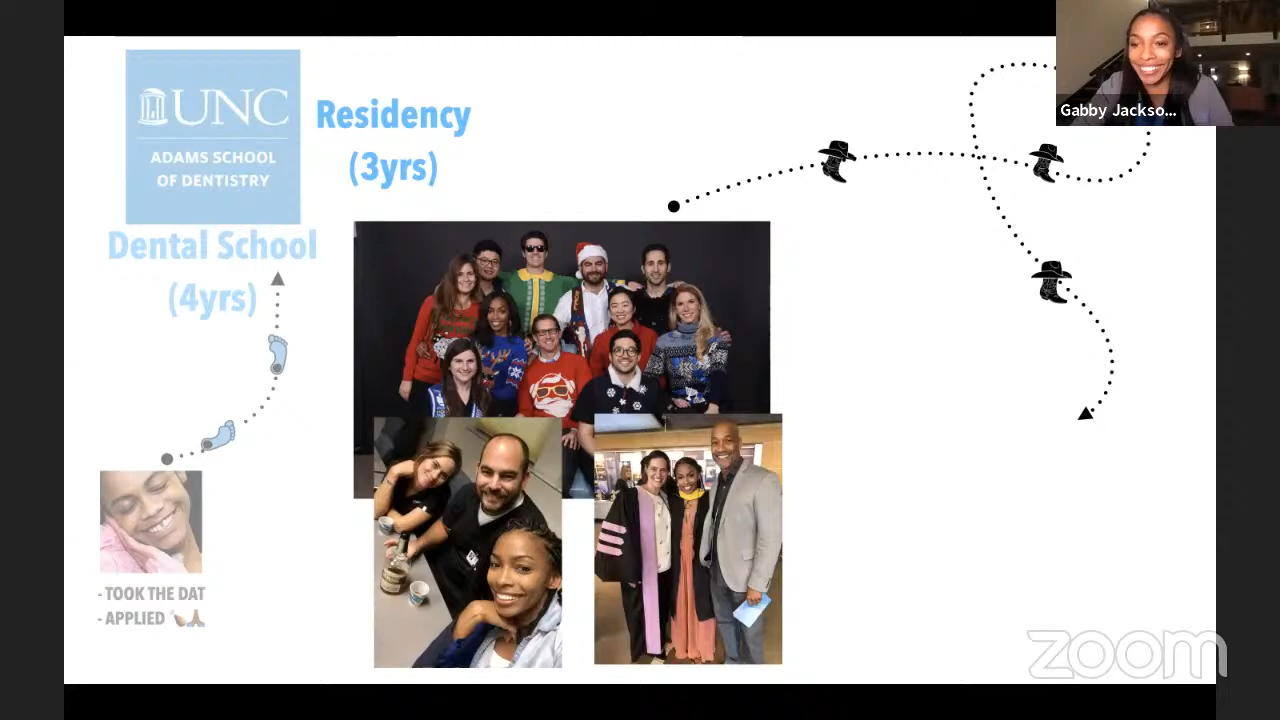 UNC
ADAMS SCHOOL
OF DENTISTRY
Residency
(3yrs)
Dental School
(4yrs)
- TOOK THE DAT
- APPLIED
Gabby Jackso...
zoom